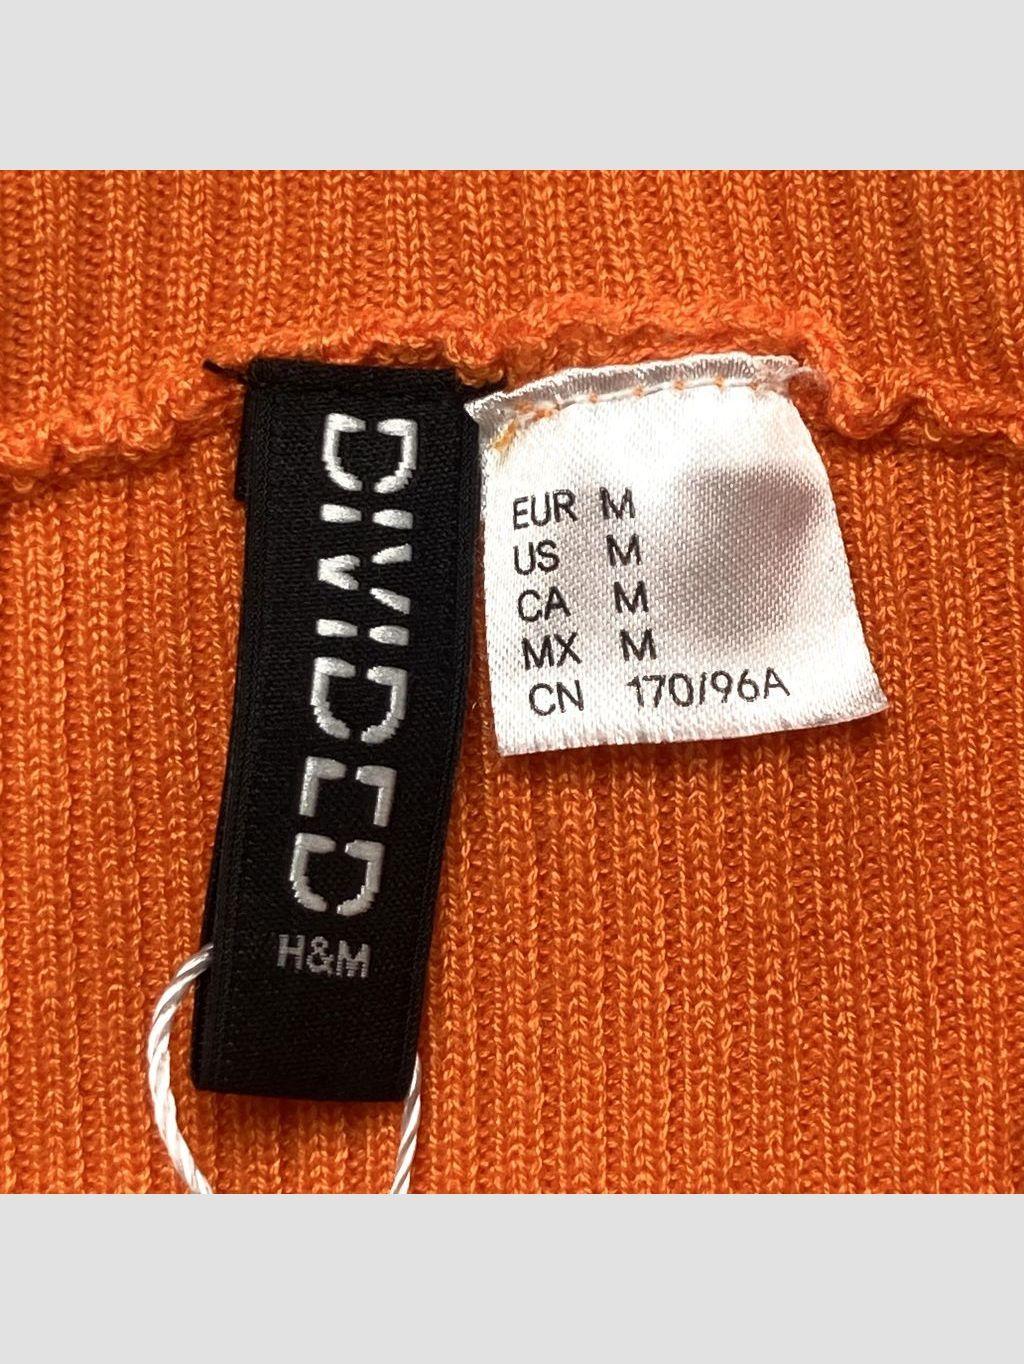 DIVIDED
H&M
EUR M
US M
CA M
MX M
CN 170/96A